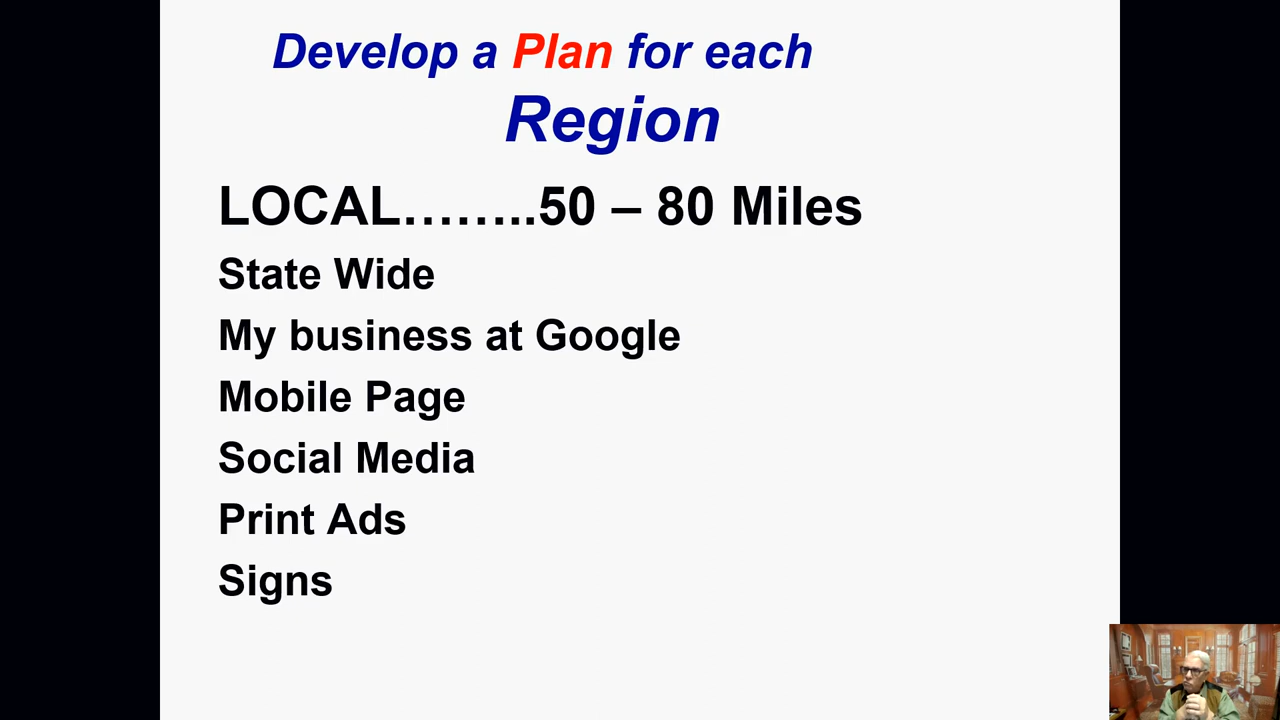 Develop a Plan for each
Region
LOCAL……..50 – 80 Miles
State Wide
My business at Google
Mobile Page
Social Media
Print Ads
Signs